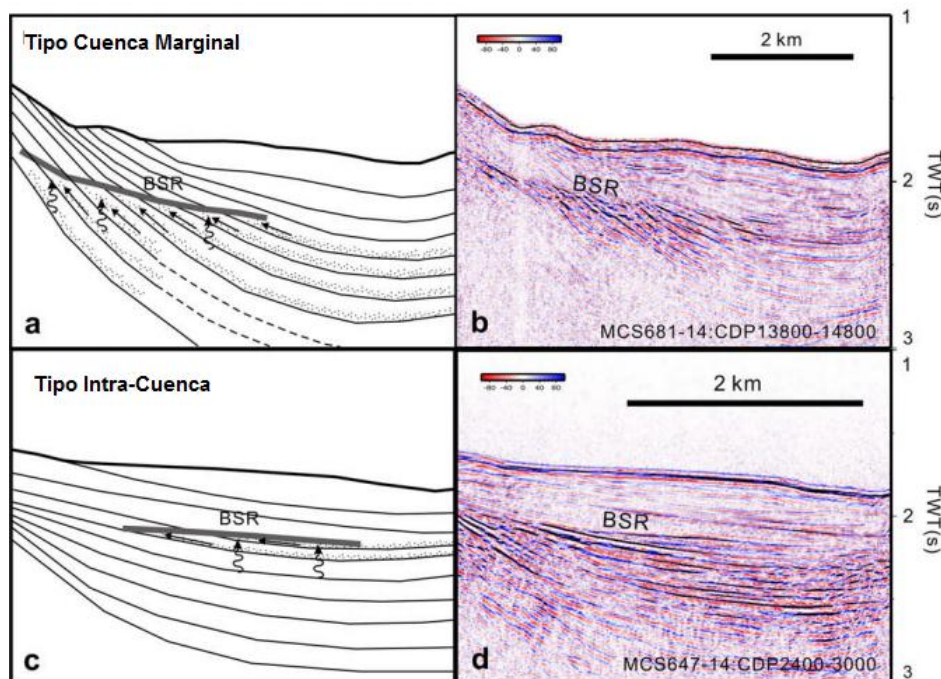 Tipo Cuenca Marginal
BSR
a
-80 -40 0 40 80
2 km
BSR
b
MCS681-14:CDP13800-14800
1
2
3
TWT(s)
Tipo Intra-Cuenca
BSR
c
-80 -40 0 40 80
2 km
BSR
d
MCS647-14:CDP2400-3000
1
2
3
TWT(s)